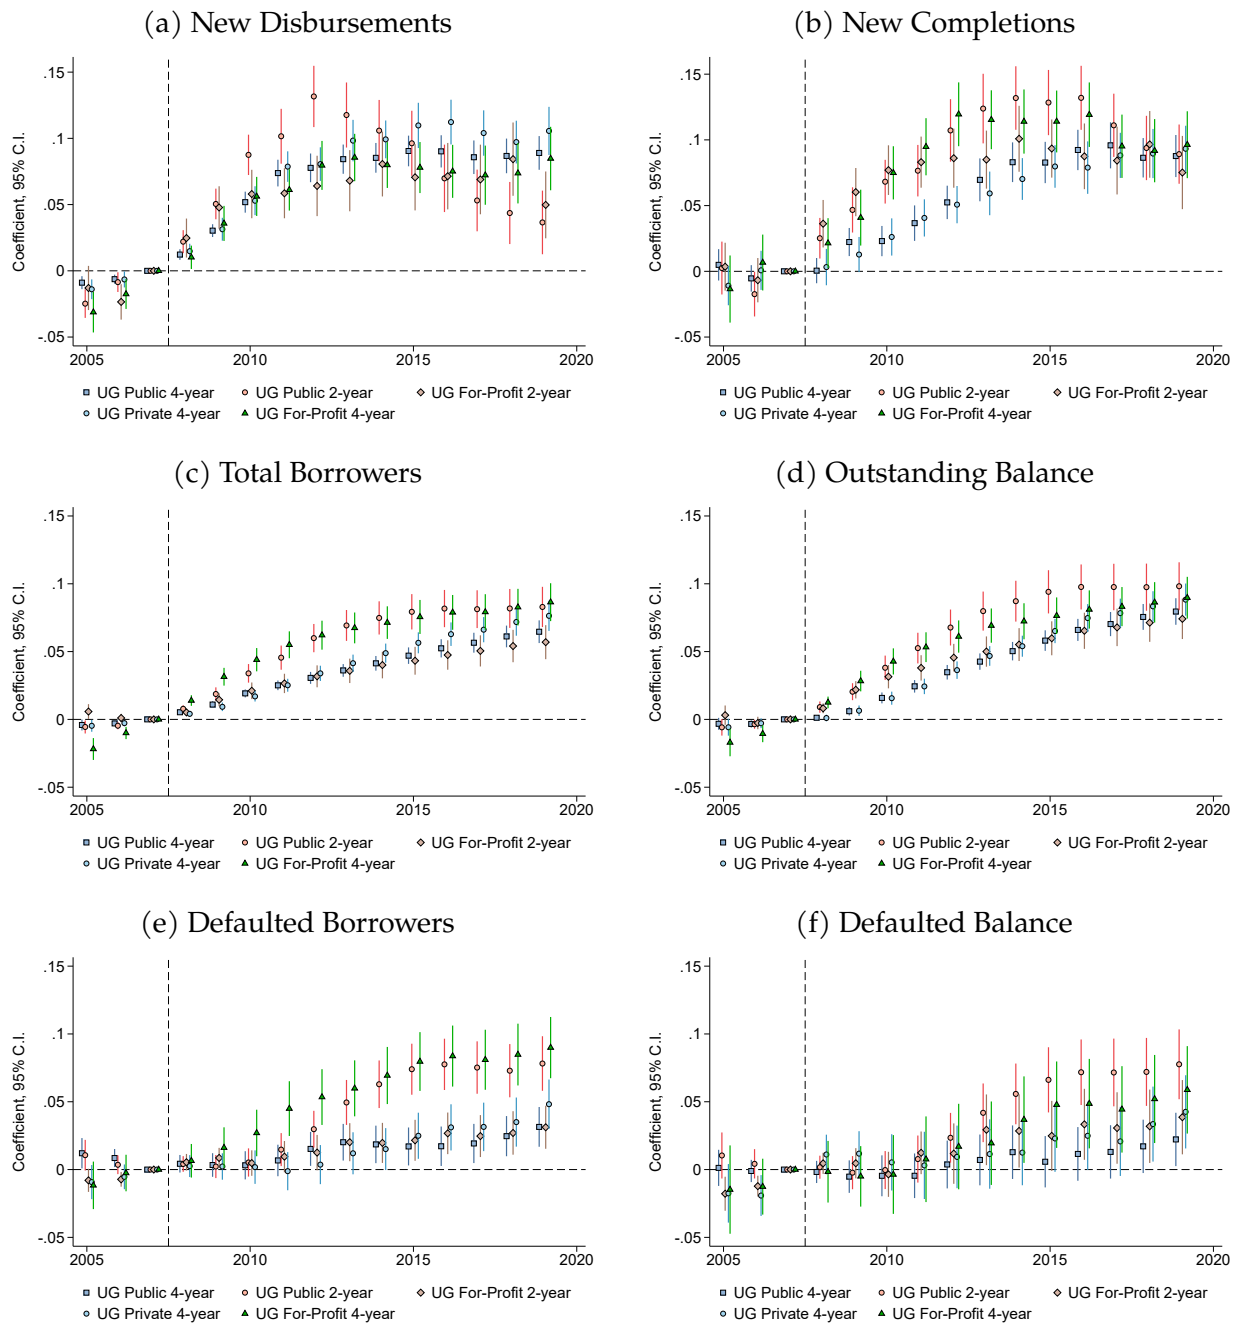 (a) New Disbursements
.15
.1
.05
0
-.05
Coefficient, 95% C.I.
2005 2010 2015 2020
UG Public 4-year UG Public 2-year UG For-Profit 2-year
UG Private 4-year UG For-Profit 4-year
(b) New Completions
.15
.1
.05
0
-.05
Coefficient, 95% C.I.
2005 2010 2015 2020
UG Public 4-year UG Public 2-year UG For-Profit 2-year
UG Private 4-year UG For-Profit 4-year
(c) Total Borrowers
.15
.1
.05
0
-.05
Coefficient, 95% C.I.
2005 2010 2015 2020
UG Public 4-year UG Public 2-year UG For-Profit 2-year
UG Private 4-year UG For-Profit 4-year
(d) Outstanding Balance
.15
.1
.05
0
-.05
Coefficient, 95% C.I.
2005 2010 2015 2020
UG Public 4-year UG Public 2-year UG For-Profit 2-year
UG Private 4-year UG For-Profit 4-year
(e) Defaulted Borrowers
.15
.1
.05
0
-.05
Coefficient, 95% C.I.
2005 2010 2015 2020
UG Public 4-year UG Public 2-year UG For-Profit 2-year
UG Private 4-year UG For-Profit 4-year
(f) Defaulted Balance
.15
.1
.05
0
-.05
Coefficient, 95% C.I.
2005 2010 2015 2020
UG Public 4-year UG Public 2-year UG For-Profit 2-year
UG Private 4-year UG For-Profit 4-year